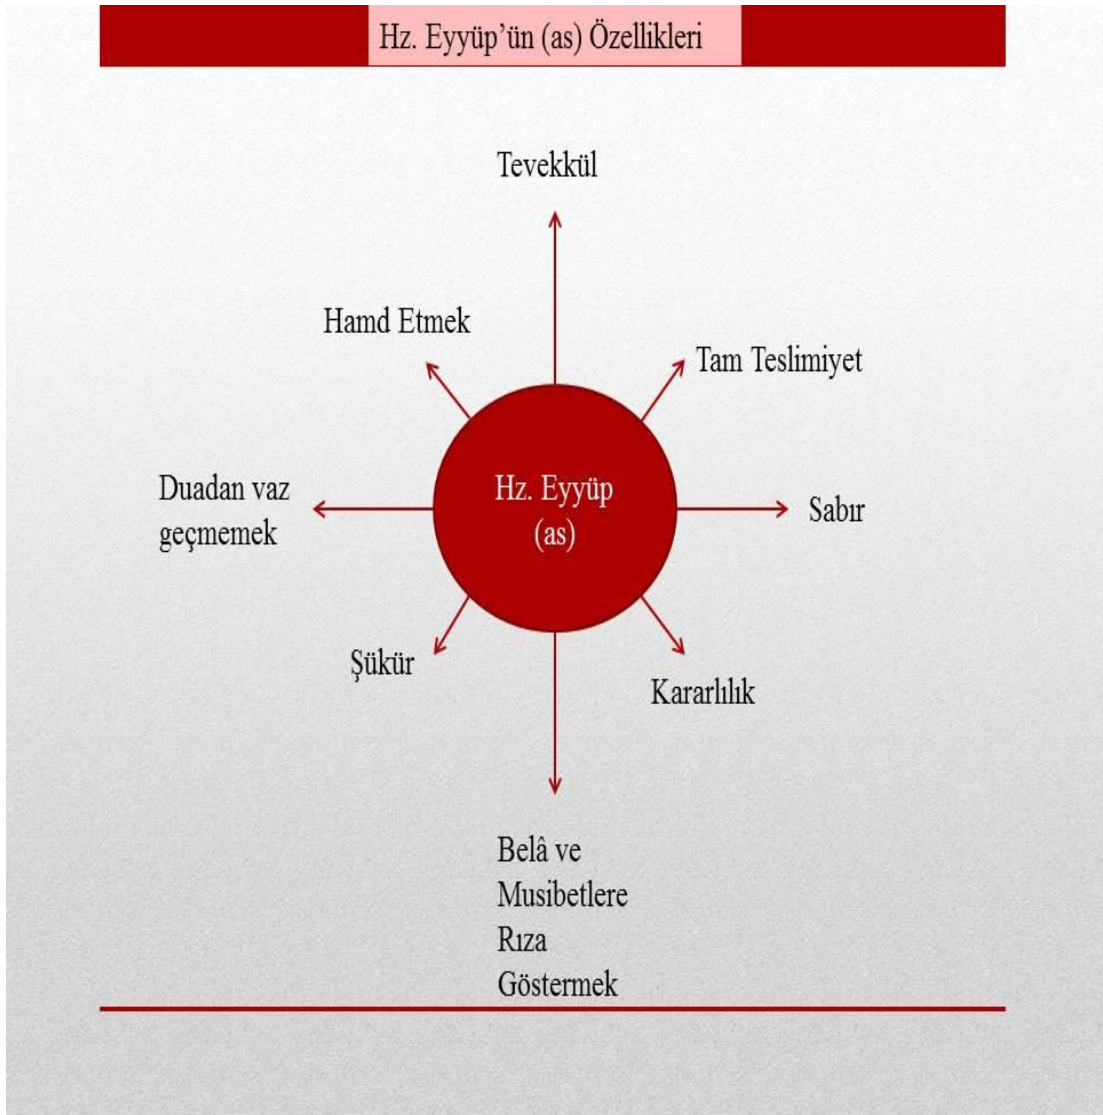 Hz. Eyyüp’ün (as) Özellikleri
Tevekkül
Hamd Etmek
Tam Teslimiyet
Duadan vaz
geçmemek
Hz. Eyyüp
(as)
Sabır
Şükür
Kararlılık
Belâ ve
Musibetlere
Rıza
Göstermek